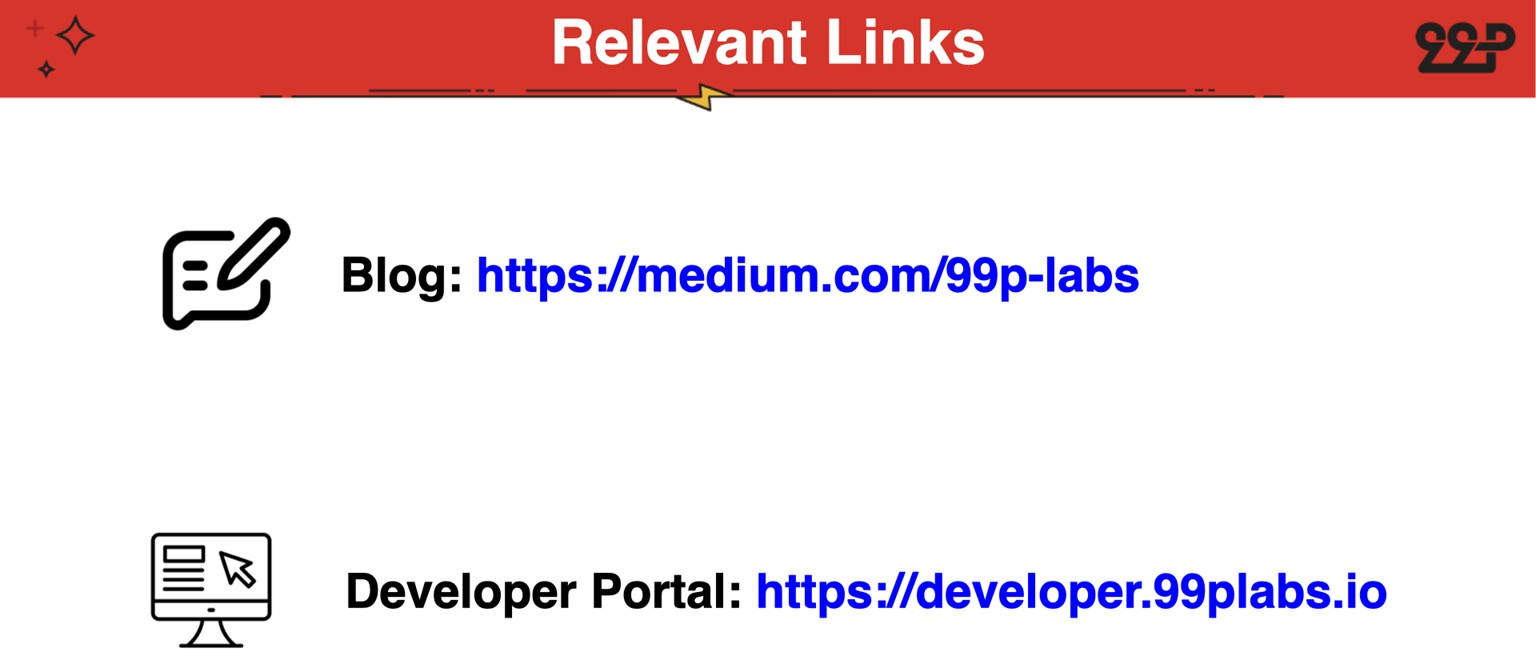 Relevant Links
99P
Blog: https://medium.com/99p-labs
Developer Portal: https://developer.99plabs.io